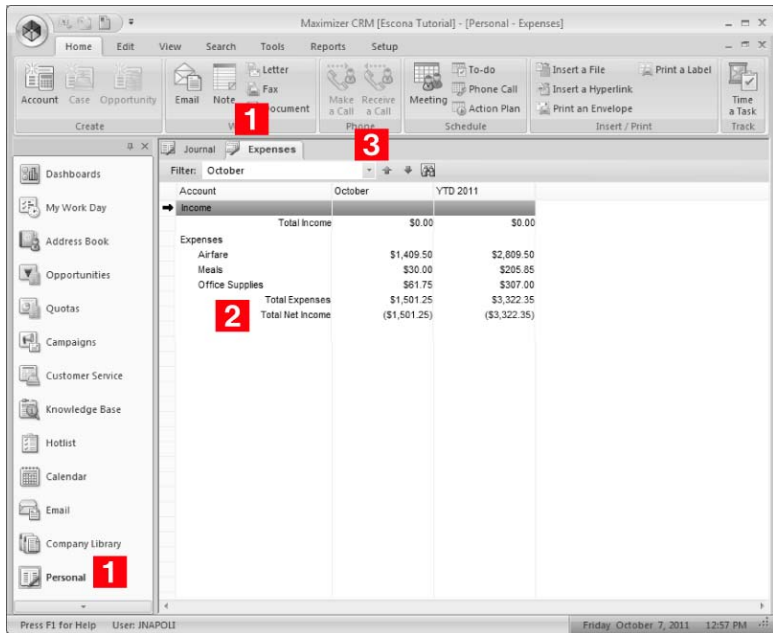 Maximizer CRM [Escona Tutorial] - [Personal - Expenses]
Home Edit View Search Tools Reports Setup
Account Case Opportunity
Create
Email Note Letter
Fax
Document
1
W
Make a Call Receive a Call
Phone
3
Meeting To-do
Phone Call
Action Plan
Schedule
Insert a File Print a Label
Insert a Hyperlink
Print an Envelope
Insert / Print
Time a Task
Track
Journal Expenses
Filter: October
Account October YTD 2011
Income
Total Income $0.00 $0.00
Expenses
Airfare $1,409.50 $2,809.50
Meals $30.00 $205.85
Office Supplies $61.75 $307.00
Total Expenses $1,501.25 $3,322.35
2
Total Net Income ($1,501.25) ($3,322.35)
Dashboards
My Work Day
Address Book
Opportunities
Quotas
Campaigns
Customer Service
Knowledge Base
Hotlist
Calendar
Email
Company Library
Personal 1
Press F1 for Help User: JNAPOLI Friday October 7, 2011 12:57 PM